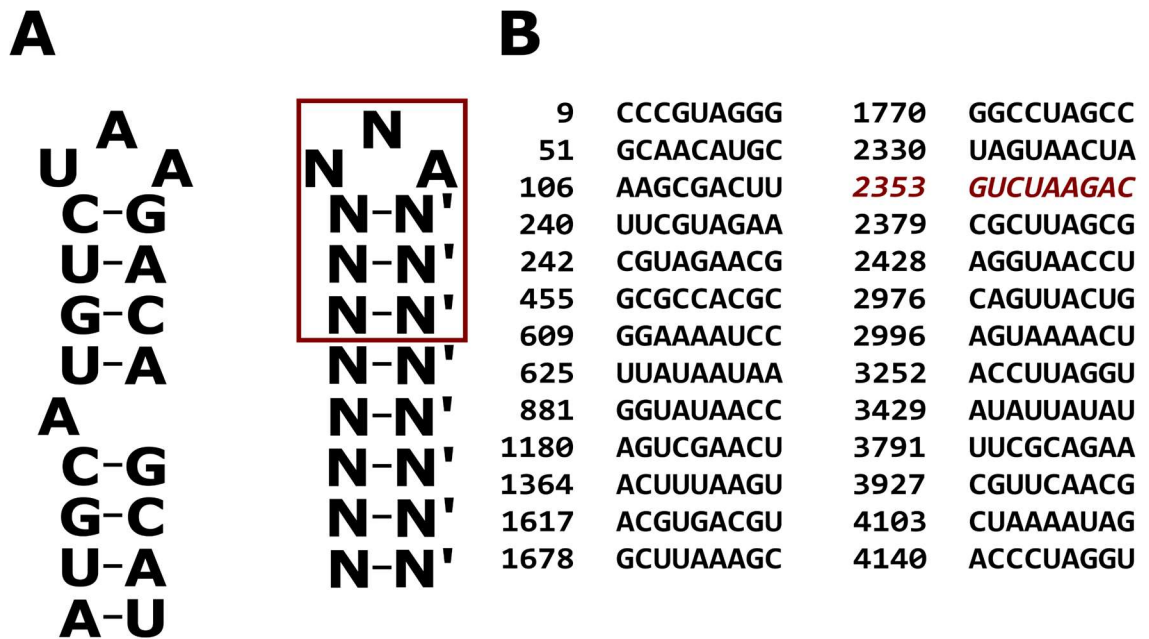 A
B
A
U A
C-G
U-A
G-C
U-A
A
C-G
G-C
U-A
A-U
N
N A
N-N'
N-N'
N-N'
N-N'
N-N'
N-N'
N-N'
N-N'
9 CCCGUAGGG
51 GCAACAUGC
106 AAGCGACUU
240 UUCGUAGAA
242 CGUAGAACG
455 GCGCCACGC
609 GGAAAAUCC
625 UUAUAAUAA
881 GGUAUAACC
1180 AGUCGAACU
1364 ACUUUAAGU
1617 ACGUGACGU
1678 GCUUAAAGC
1770 GGCCUAGCC
2330 UAGUAACUA
2353 GUCUAAGAC
2379 CGCUUAGCG
2428 AGGUAACCU
2976 CAGUUACUG
2996 AGUAAAACU
3252 ACCUUAGGU
3429 AUAUUAUAU
3791 UUCGCAGAA
3927 CGUUCAACG
4103 CUAAAAUAG
4140 ACCCUAGGU